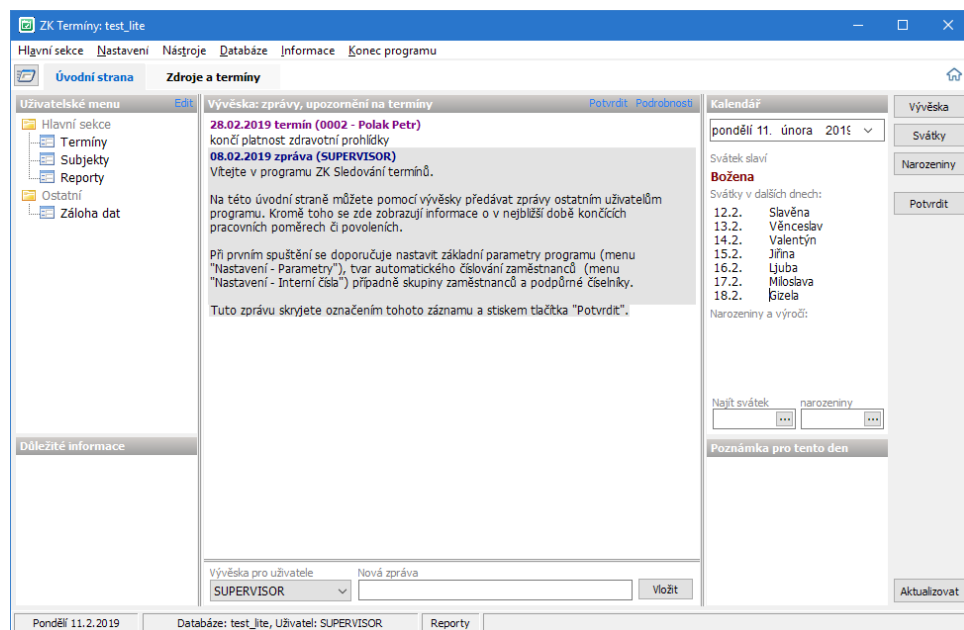 ZK Termíny: test_lite
Hlavní sekce Nastavení Nástroje Databáze Informace Konec programu
Úvodní strana Zdroje a termíny
Uživatelské menu Edit
Hlavní sekce
Termíny
Subjekty
Reporty
Ostatní
Záloha dat
Důležité informace
Vývěska: zprávy, upozornění na termíny Potvrdit Podrobnosti
28.02.2019 termín (0002 - Polak Petr)
končí platnost zdravotní prohlídky
08.02.2019 zpráva (SUPERVISOR)
Vítejte v programu ZK Sledování termínů.
Na této úvodní straně můžete pomocí vývěsky předávat zprávy ostatním uživatelům
programu. Kromě toho se zde zobrazují informace o v nejbližší době končících
pracovních poměrech či povoleních.
Při prvním spuštění se doporučuje nastavit základní parametry programu (menu
"Nastavení - Parametry"), tvar automatického číslování zaměstnanců (menu
"Nastavení - Interní čísla") případně skupiny zaměstnanců a podpůrné číselníky.
Tuto zprávu skryjete označením tohoto záznamu a stiskem tlačítka "Potvrdit".
Vývěska pro uživatele Nová zpráva
SUPERVISOR Vložit
Kalendář
pondělí 11. února 2019
Svátek slaví
Božena
Svátky v dalších dnech:
12.2. Slavěna
13.2. Věnceslav
14.2. Valentýn
15.2. Jiřina
16.2. Ljuba
17.2. Miloslava
18.2. Gizela
Narozeniny a výročí:
Najít svátek narozeniny
Poznámka pro tento den
Vývěska
Svátky
Narozeniny
Potvrdit
Aktualizovat
Pondělí 11.2.2019 Databáze: test_lite, Uživatel: SUPERVISOR Reporty